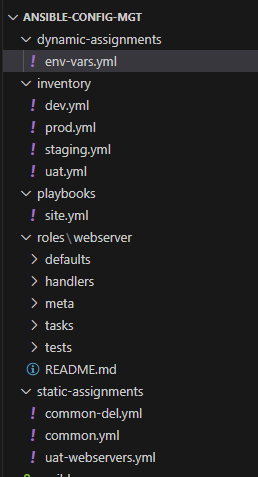 ANSIBLE-CONFIG-MGT
dynamic-assignments
! env-vars.yml
inventory
! dev.yml
! prod.yml
! staging.yml
! uat.yml
playbooks
! site.yml
roles\webserver
defaults
handlers
meta
tasks
tests
README.md
static-assignments
! common-del.yml
! common.yml
! uat-webservers.yml